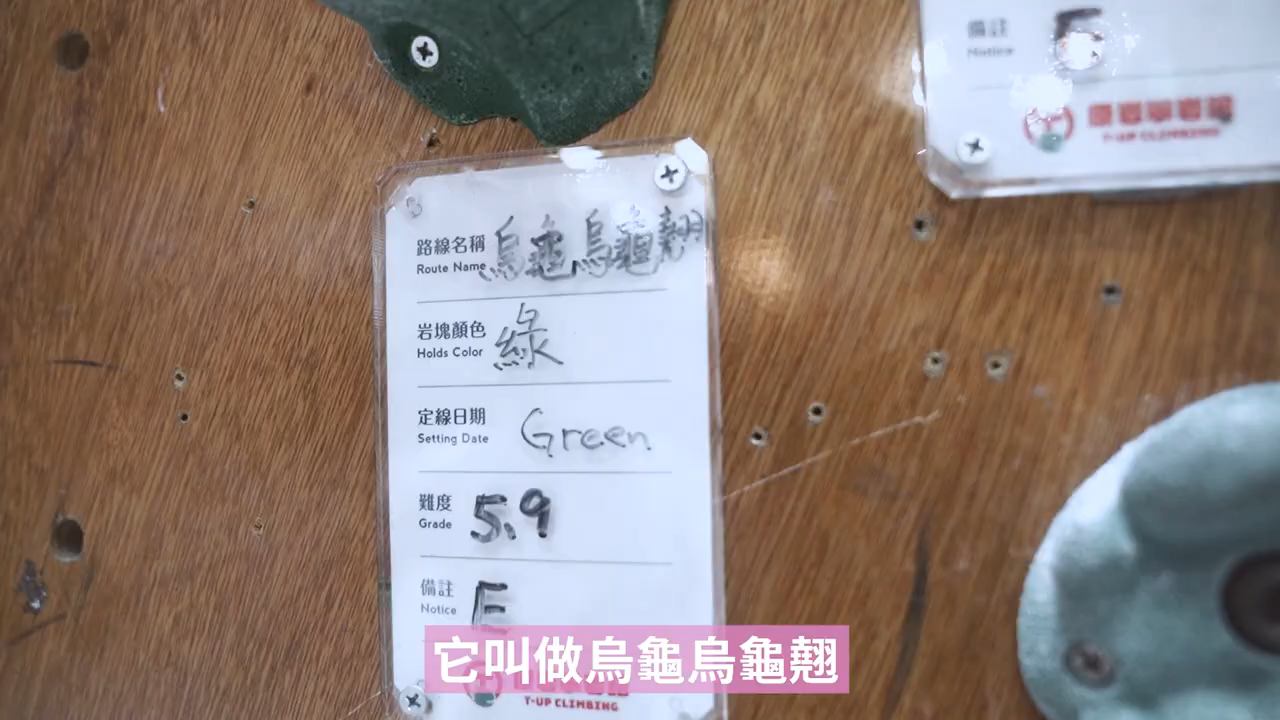 備註
Notice
T-UP CLIMBING
路線名稱 烏龜烏龜翹
Route Name
岩塊顏色 綠
Holds Color
定線日期 Green
Setting Date
難度 5.9
Grade
備註 E
Notice
它叫做烏龜烏龜翹
T-UP CLIMBING